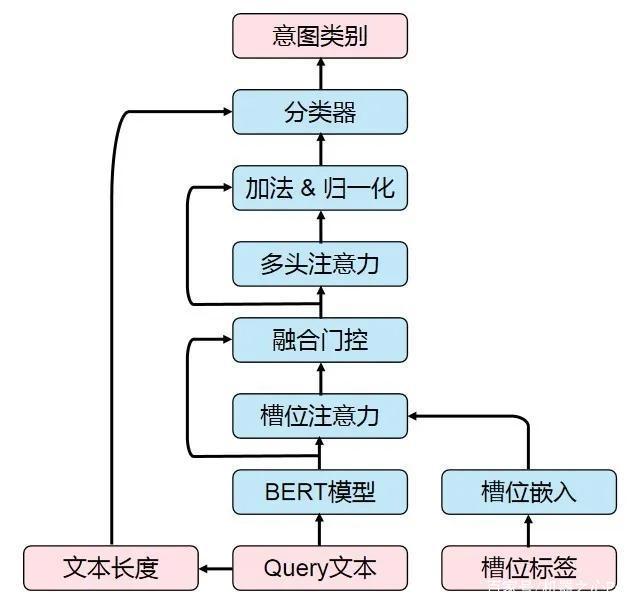 意图类别
分类器
加法 & 归一化
多头注意力
融合门控
槽位注意力
BERT模型
槽位嵌入
文本长度
Query文本
槽位标签